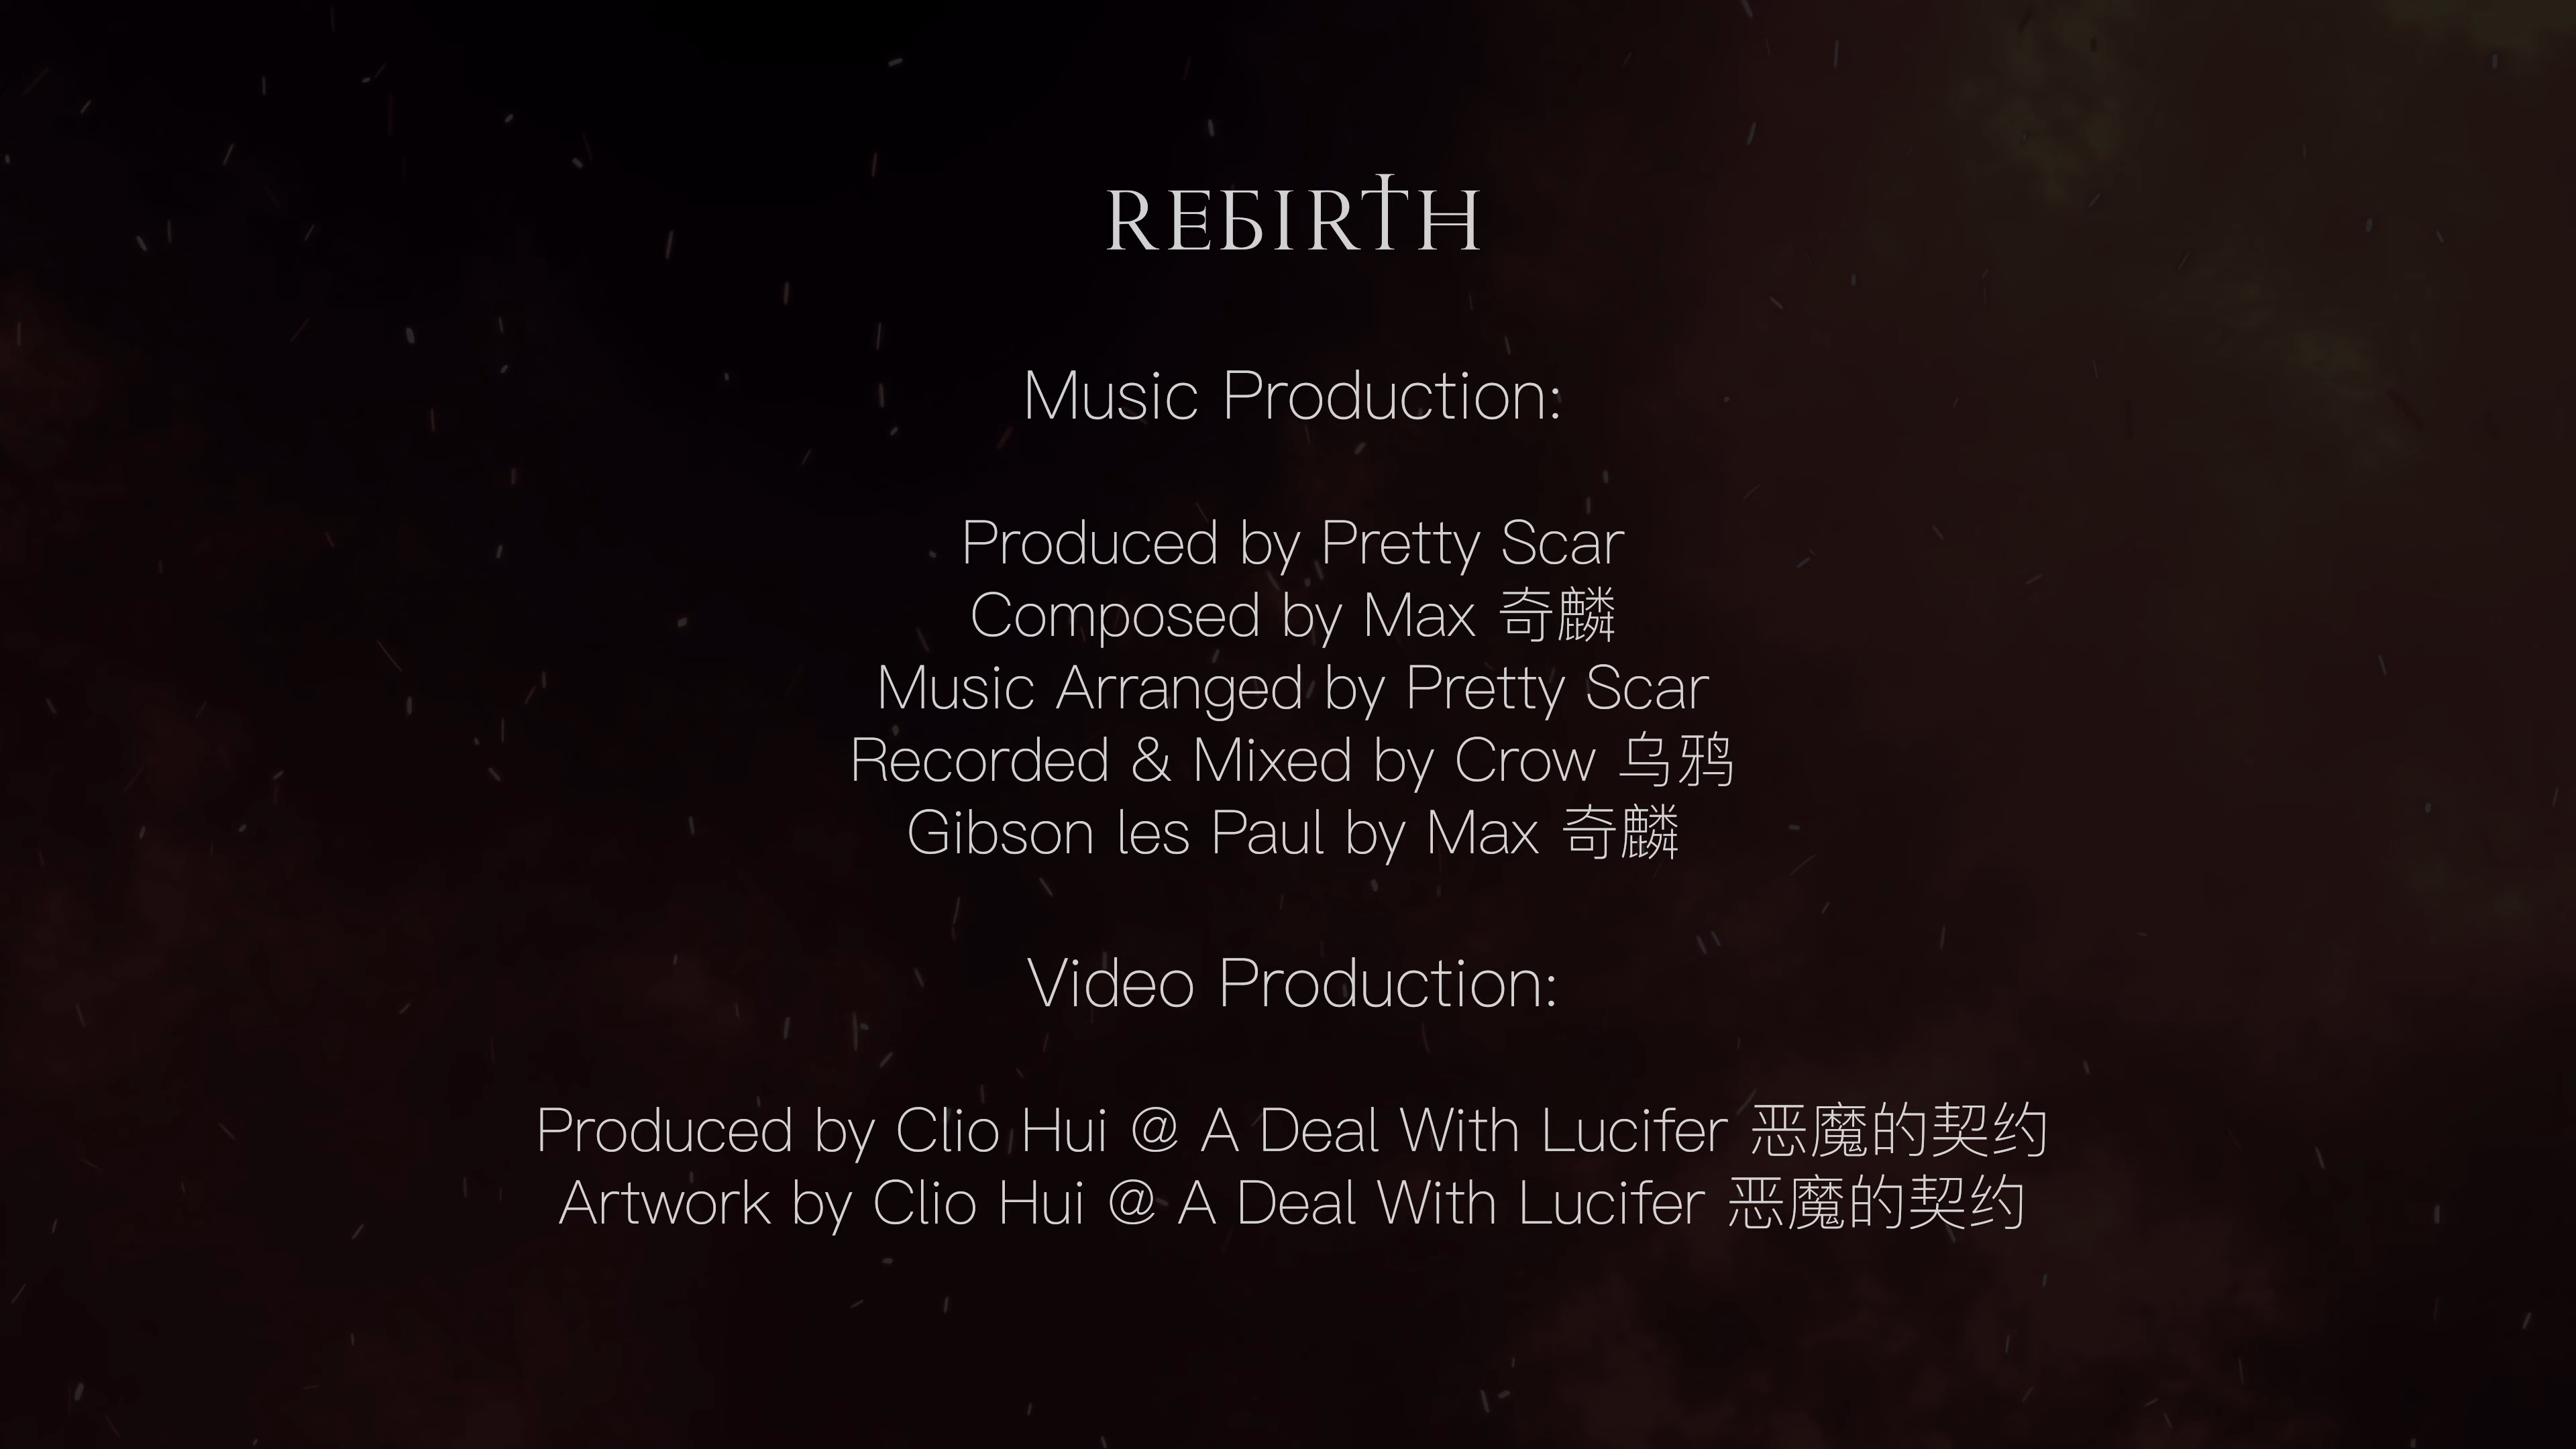 REBIRTH
Music Production:
Produced by Pretty Scar
Composed by Max 奇麟
Music Arranged by Pretty Scar
Recorded & Mixed by Crow 乌鸦
Gibson les Paul by Max 奇麟
Video Production:
Produced by Clio Hui @ A Deal With Lucifer 恶魔的契约
Artwork by Clio Hui @ A Deal With Lucifer 恶魔的契约